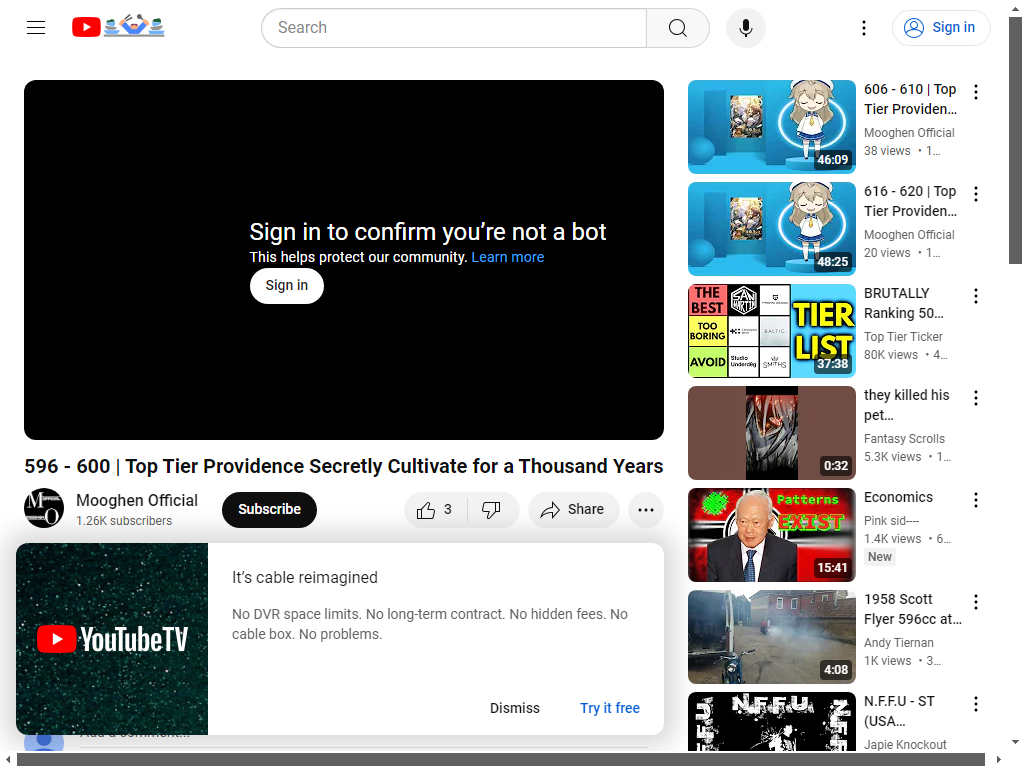 Search
Sign in
Sign in to confirm you’re not a bot
This helps protect our community. Learn more
Sign in
596 - 600 | Top Tier Providence Secretly Cultivate for a Thousand Years
Mooghen Official
1.26K subscribers
Subscribe
3
Share
YouTubeTV
It’s cable reimagined
No DVR space limits. No long-term contract. No hidden fees. No
cable box. No problems.
Dismiss
Try it free
Add a comment...
606 - 610 | Top
Tier Providen...
Mooghen Official
38 views • 1...
46:09
616 - 620 | Top
Tier Providen...
Mooghen Official
20 views • 1...
48:25
THE
BEST
SAN
MARTIN
TOO
BORING
BALTIC
AVOID
Studio
Underd0g
SMITHS
TIER
LIST
37:38
BRUTALLY
Ranking 50...
Top Tier Ticker
80K views • 4...
they killed his
pet...
Fantasy Scrolls
5.3K views • 1...
0:32
Patterns
EXIST
15:41
Economics
Pink sid----
1.4K views • 6...
New
1958 Scott
Flyer 596cc at...
Andy Tiernan
1K views • 3...
4:08
N.F.F.U.
N.F.F.U - ST
(USA...
Japie Knockout